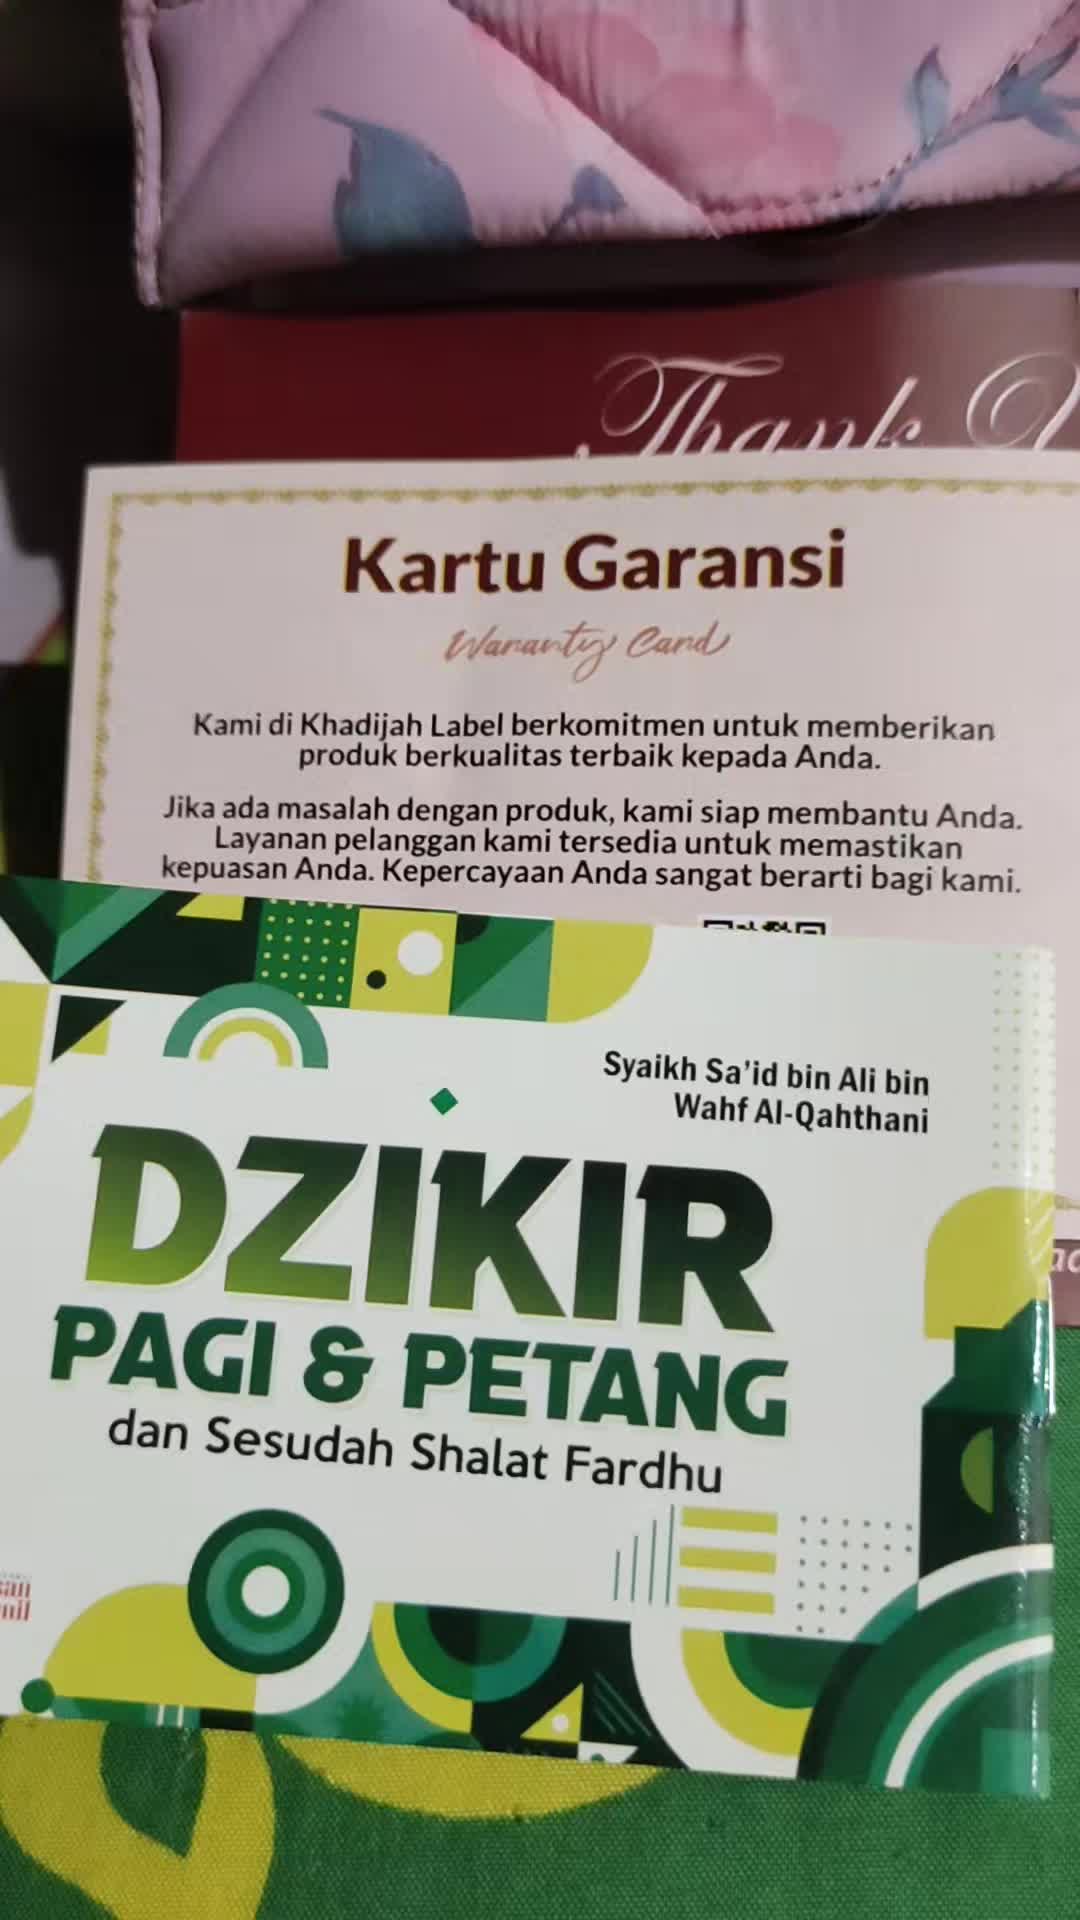 Thank
Kartu Garansi
Warranty Card
Kami di Khadijah Label berkomitmen untuk memberikan
produk berkualitas terbaik kepada Anda.
Jika ada masalah dengan produk, kami siap membantu Anda.
Layanan pelanggan kami tersedia untuk memastikan
kepuasan Anda. Kepercayaan Anda sangat berarti bagi kami.
Syaikh Sa'id bin Ali bin
Wahf Al-Qahthani
DZIKIR
PAGI & PETANG
dan Sesudah Shalat Fardhu